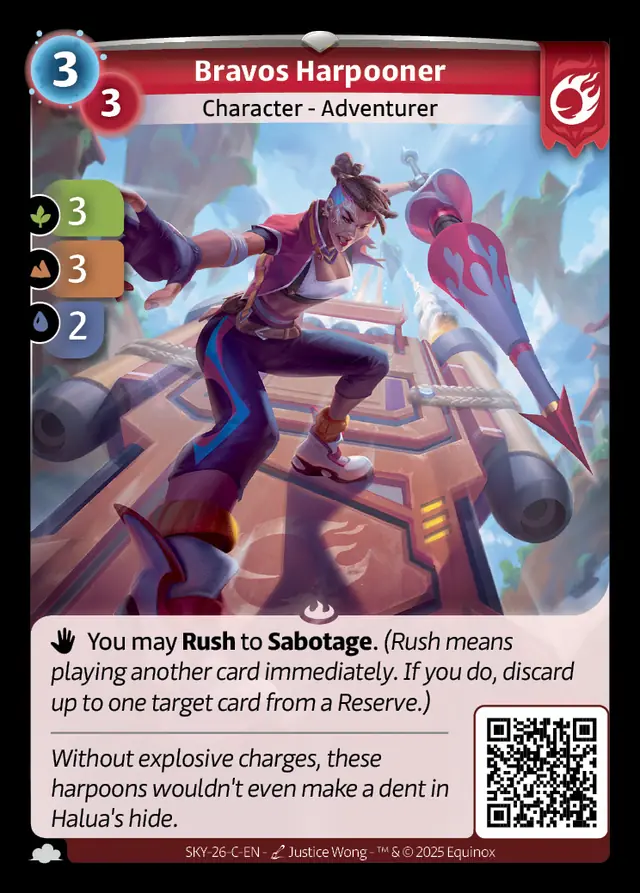 3
3
Bravos Harpooner
Character - Adventurer
3
3
2
You may Rush to Sabotage. (Rush means
playing another card immediately. If you do, discard
up to one target card from a Reserve.)
Without explosive charges, these
harpoons wouldn't even make a dent in
Halua's hide.
SKY-26-C-EN - Justice Wong - ™ & © 2025 Equinox